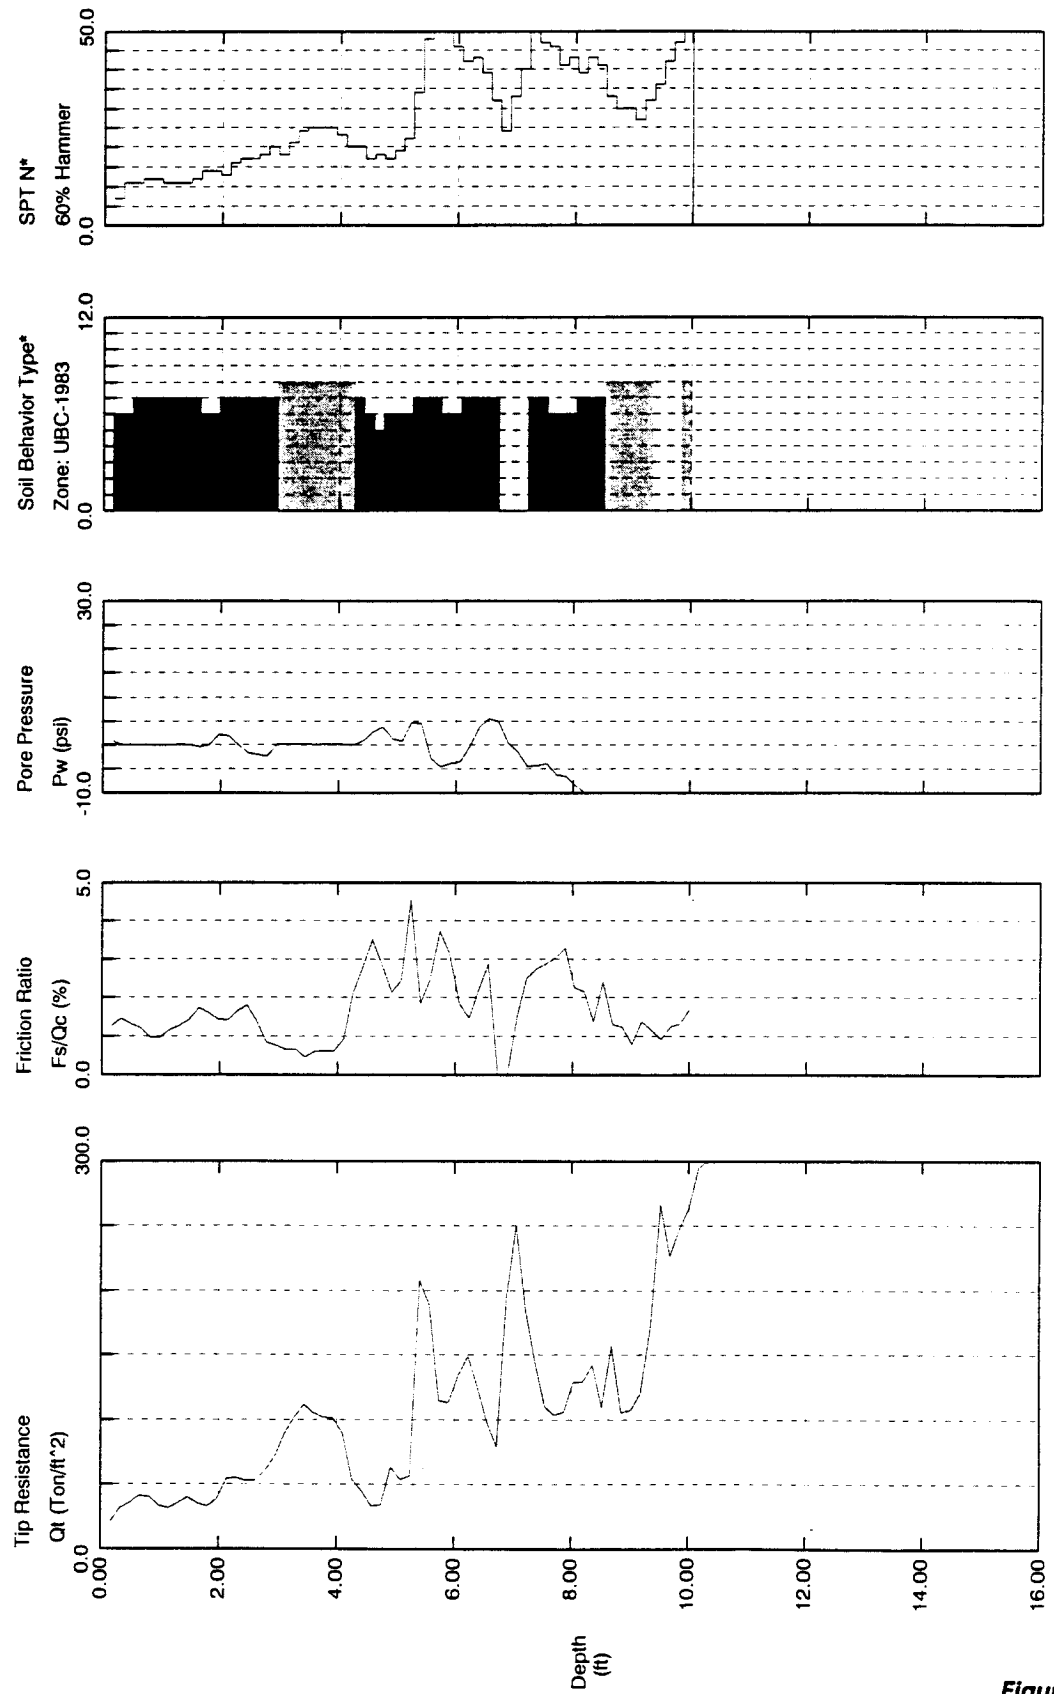 Tip Resistance
Qt (Ton/ft^2)
0.0
300.0
Friction Ratio
Fs/Qc (%)
0.0
5.0
Pore Pressure
Pw (psi)
-10.0
30.0
Soil Behavior Type*
Zone: UBC-1983
0.0
12.0
SPT N*
60% Hammer
0.0
50.0
Depth
(ft)
0.00
2.00
4.00
6.00
8.00
10.00
12.00
14.00
16.00